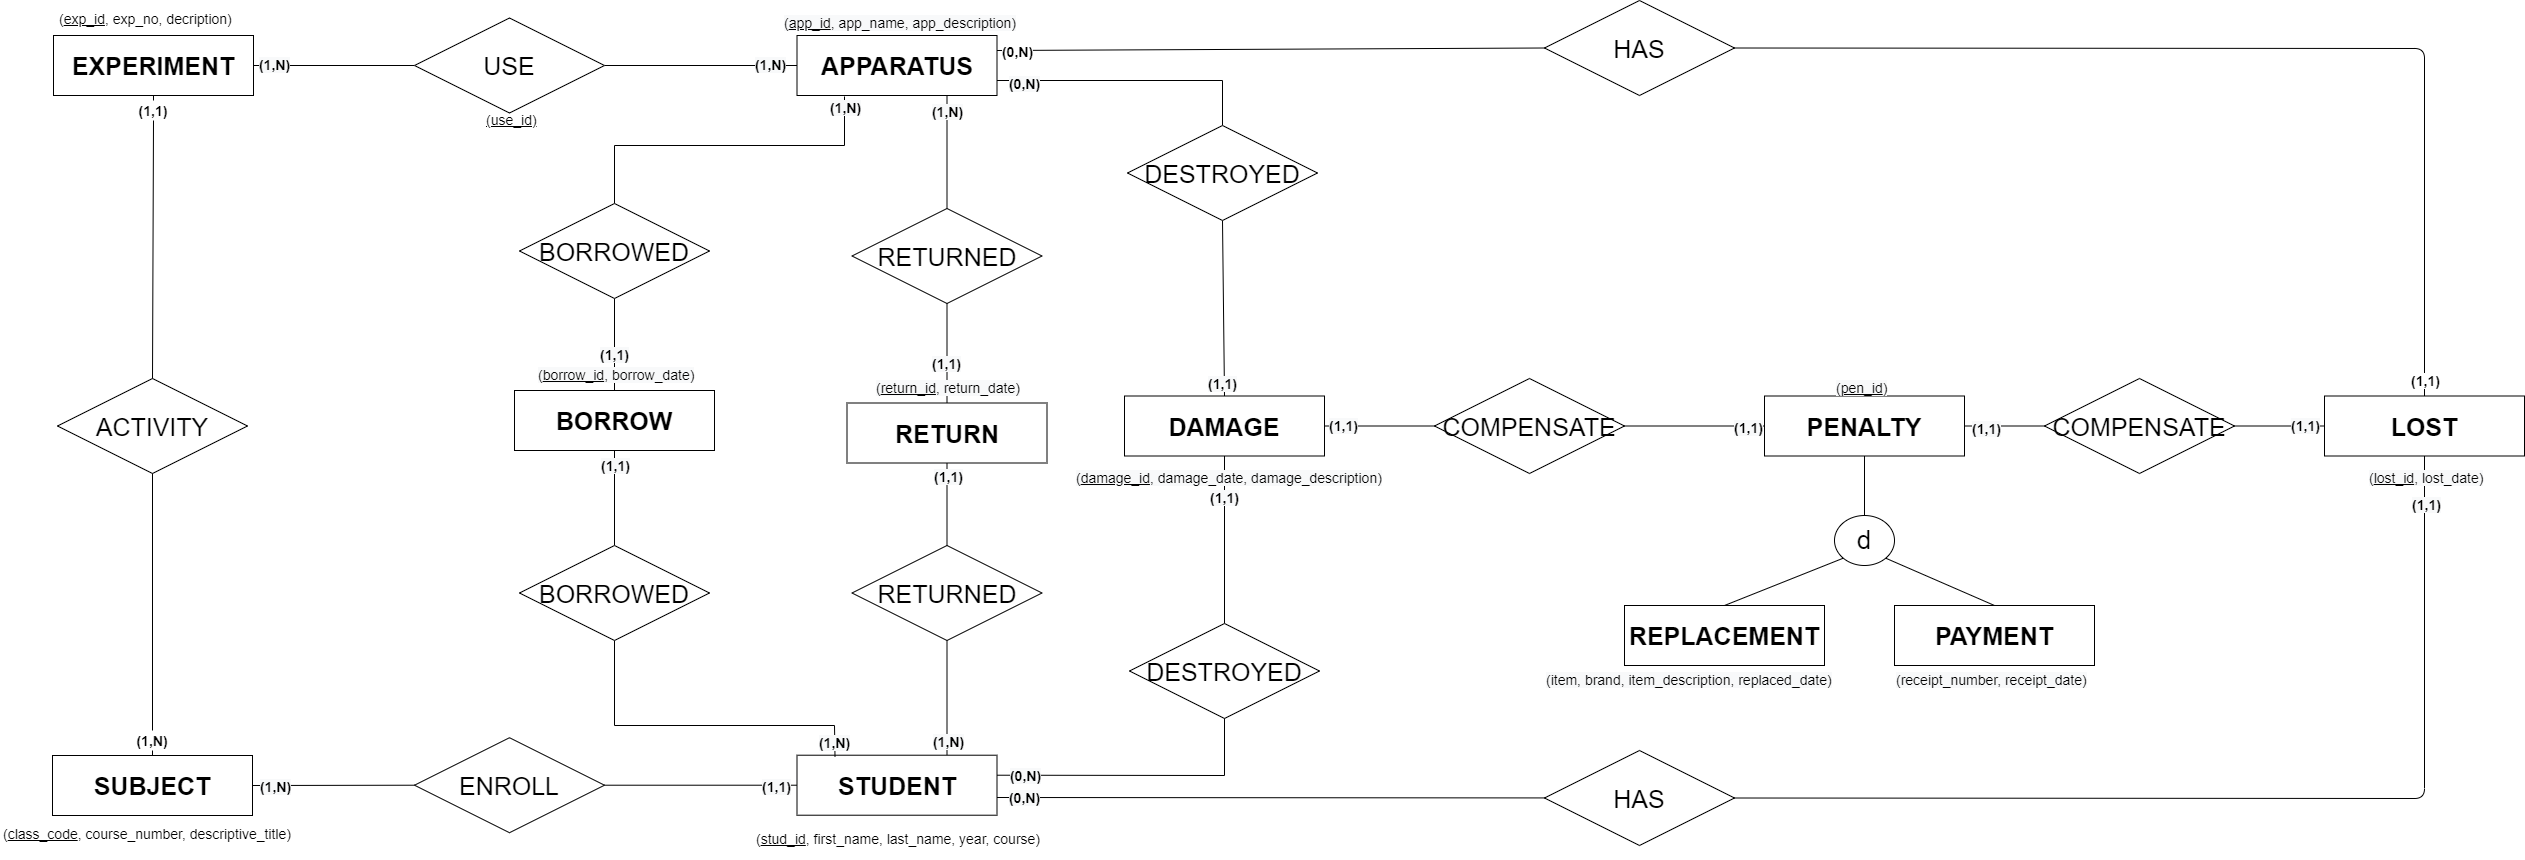 (exp_id, exp_no, decription)
EXPERIMENT
(1,N)
USE
(use_id)
(1,N)
(app_id, app_name, app_description)
APPARATUS
(0,N)
HAS
(0,N)
(1,1)
(1,N)
(1,N)
DESTROYED
BORROWED
RETURNED
(1,1)
(borrow_id, borrow_date)
BORROW
(1,1)
(1,1)
(return_id, return_date)
RETURN
(1,1)
(1,1)
DAMAGE
(1,1)
(damage_id, damage_date, damage_description)
(1,1)
COMPENSATE
(1,1)
(pen_id)
PENALTY
(1,1)
COMPENSATE
(1,1)
(1,1)
LOST
(lost_id, lost_date)
(1,1)
ACTIVITY
d
BORROWED
RETURNED
DESTROYED
REPLACEMENT
(item, brand, item_description, replaced_date)
PAYMENT
(receipt_number, receipt_date)
(1,N)
SUBJECT
(1,N)
(class_code, course_number, descriptive_title)
ENROLL
(1,1)
(1,N)
(1,N)
STUDENT
(0,N)
(0,N)
(stud_id, first_name, last_name, year, course)
HAS